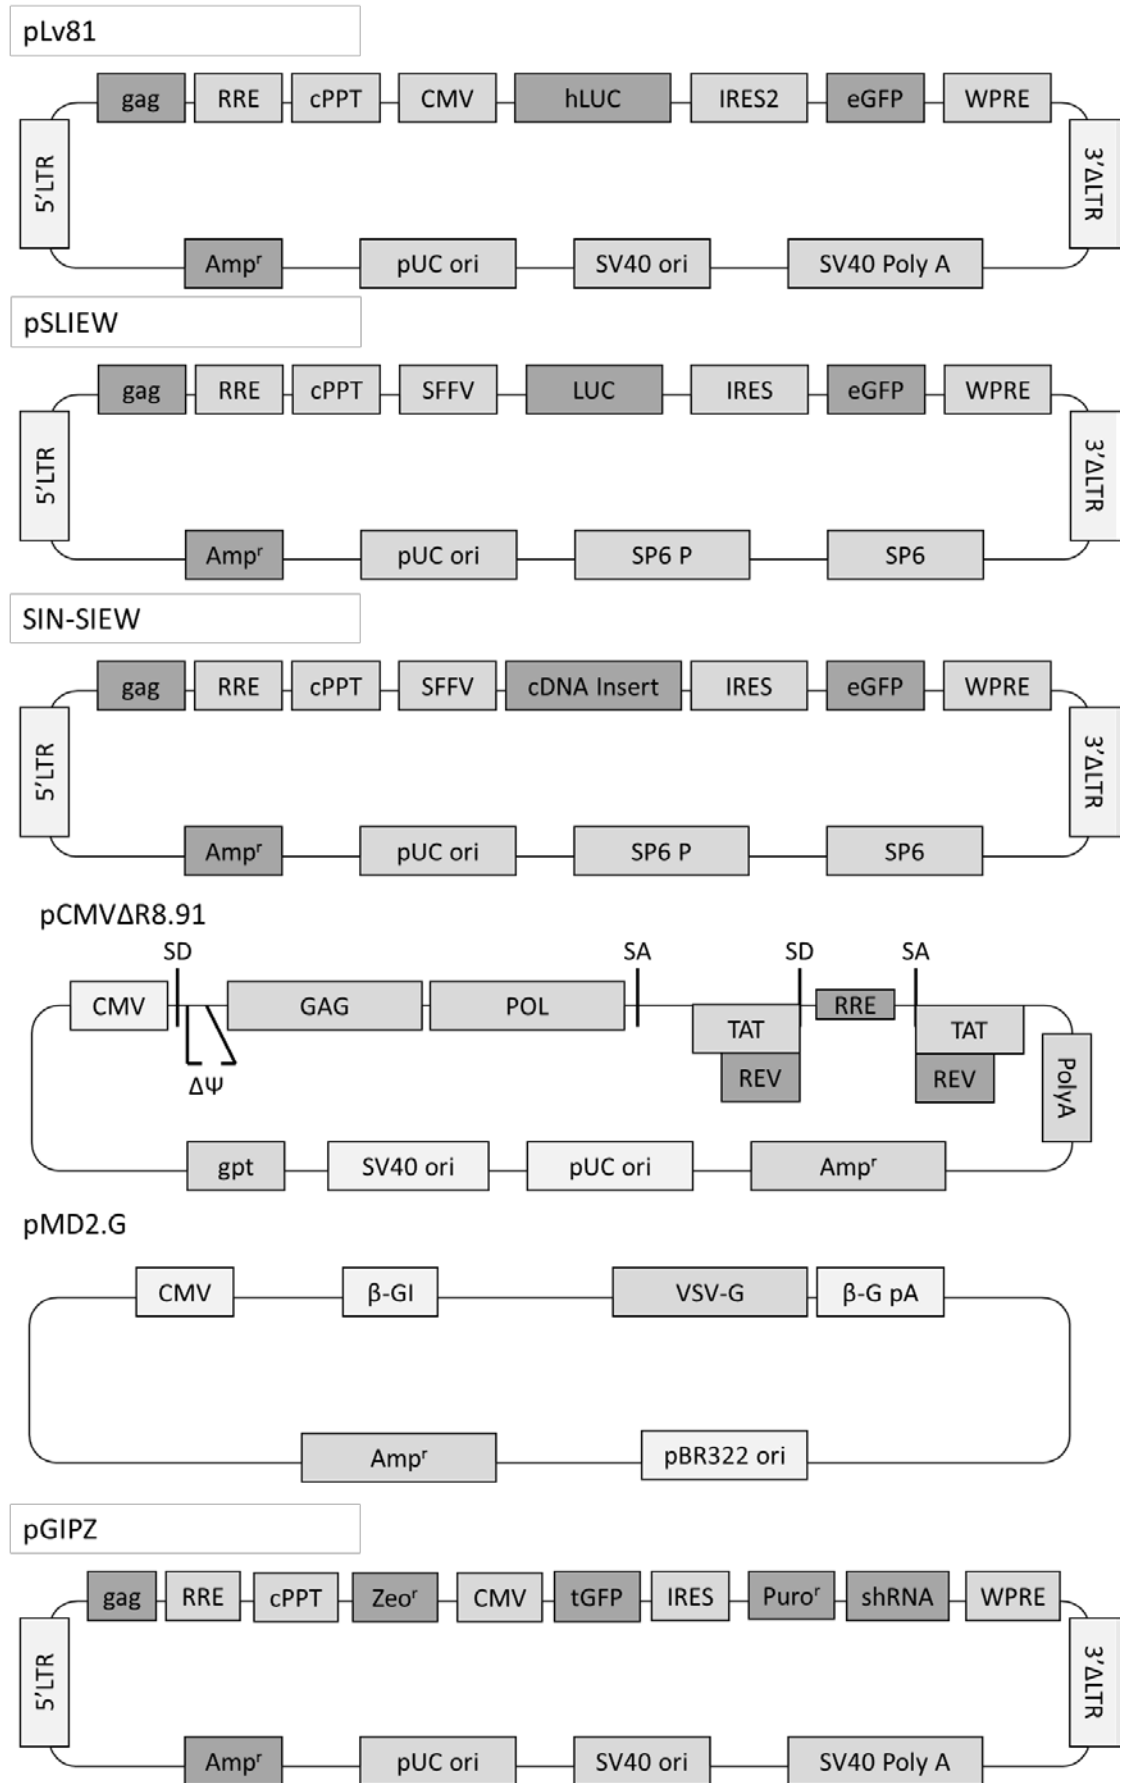 pLv81
gag RRE cPPT CMV hLUC IRES2 eGFP WPRE
5'LTR 3'ΔLTR
Ampʳ pUC ori SV40 ori SV40 Poly A
pSLIEW
gag RRE cPPT SFFV LUC IRES eGFP WPRE
5'LTR 3'ΔLTR
Ampʳ pUC ori SP6 P SP6
SIN-SIEW
gag RRE cPPT SFFV cDNA Insert IRES eGFP WPRE
5'LTR 3'ΔLTR
Ampʳ pUC ori SP6 P SP6
pCMVΔR8.91
SD SA SD SA
CMV GAG POL RRE
TAT TAT
REV REV
ΔΨ
PolyA
gpt SV40 ori pUC ori Ampʳ
pMD2.G
CMV β-GI VSV-G β-G pA
Ampʳ pBR322 ori
pGIPZ
gag RRE cPPT Zeoʳ CMV tGFP IRES Puroʳ shRNA WPRE
5'LTR 3'ΔLTR
Ampʳ pUC ori SV40 ori SV40 Poly A